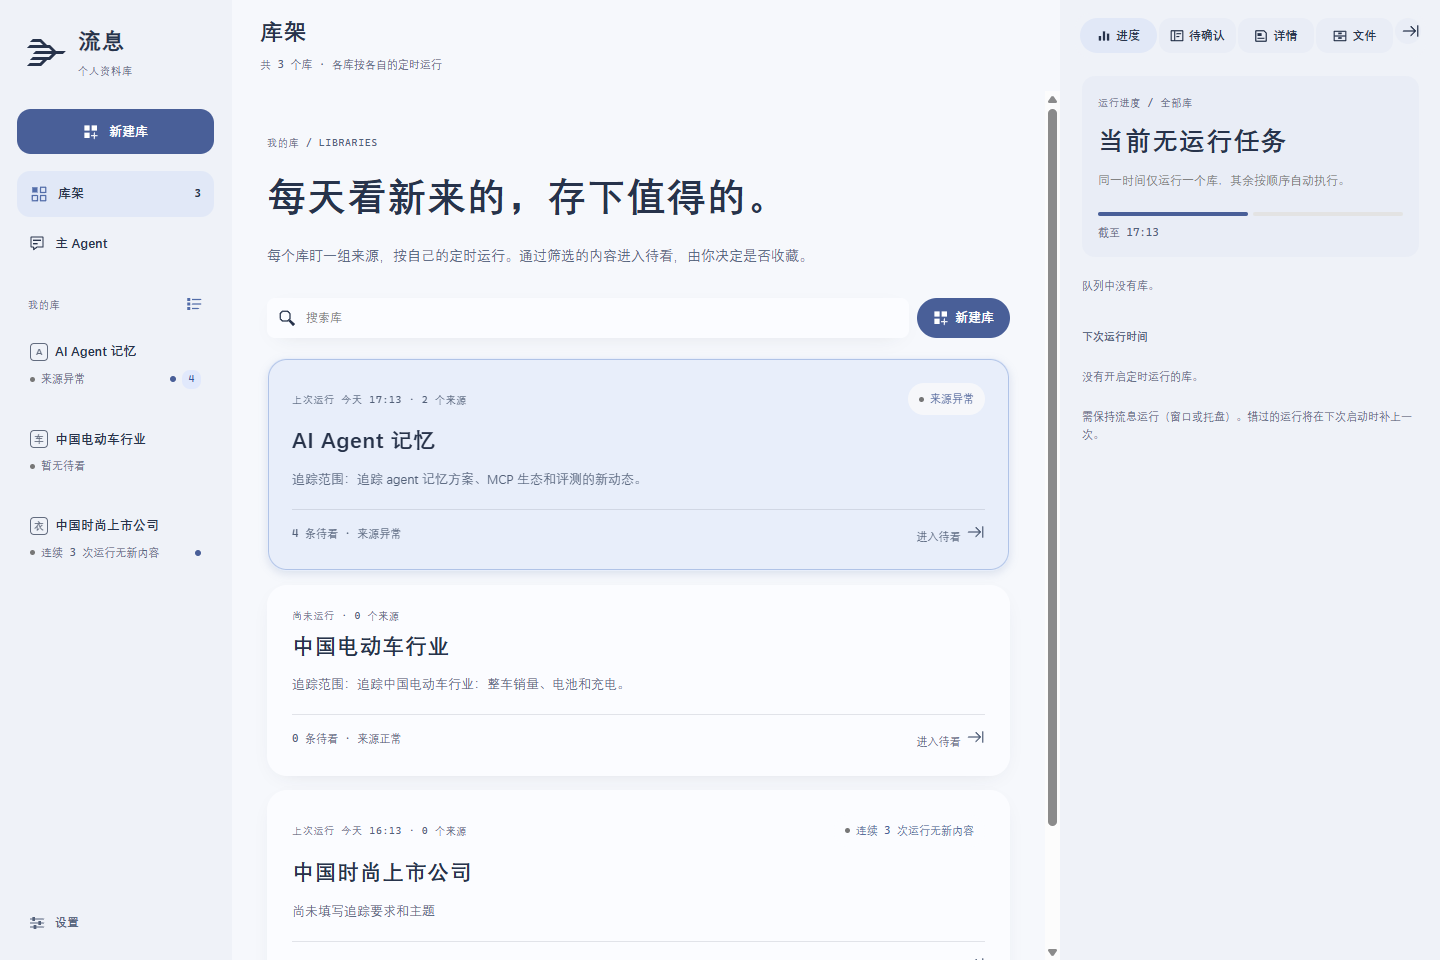 流息
个人资料库
新建库
库架
3
主 Agent
我的库
A AI Agent 记忆
来源异常
4
车 中国电动车行业
暂无待看
衣 中国时尚上市公司
连续 3 次运行无新内容
设置
库架
共 3 个库 · 各库按各自的定时运行
我的库 / LIBRARIES
每天看新来的，存下值得的。
每个库盯一组来源，按自己的定时运行。通过筛选的内容进入待看，由你决定是否收藏。
搜索库
新建库
上次运行 今天 17:13 · 2 个来源
来源异常
AI Agent 记忆
追踪范围：追踪 agent 记忆方案、MCP 生态和评测的新动态。
4 条待看 · 来源异常
进入待看
尚未运行 · 0 个来源
中国电动车行业
追踪范围：追踪中国电动车行业：整车销量、电池和充电。
0 条待看 · 来源正常
进入待看
上次运行 今天 16:13 · 0 个来源
连续 3 次运行无新内容
中国时尚上市公司
尚未填写追踪要求和主题
进度
待确认
详情
文件
运行进度 / 全部库
当前无运行任务
同一时间仅运行一个库，其余按顺序自动执行。
截至 17:13
队列中没有库。
下次运行时间
没有开启定时运行的库。
需保持流息运行（窗口或托盘）。错过的运行将在下次启动时补上一
次。